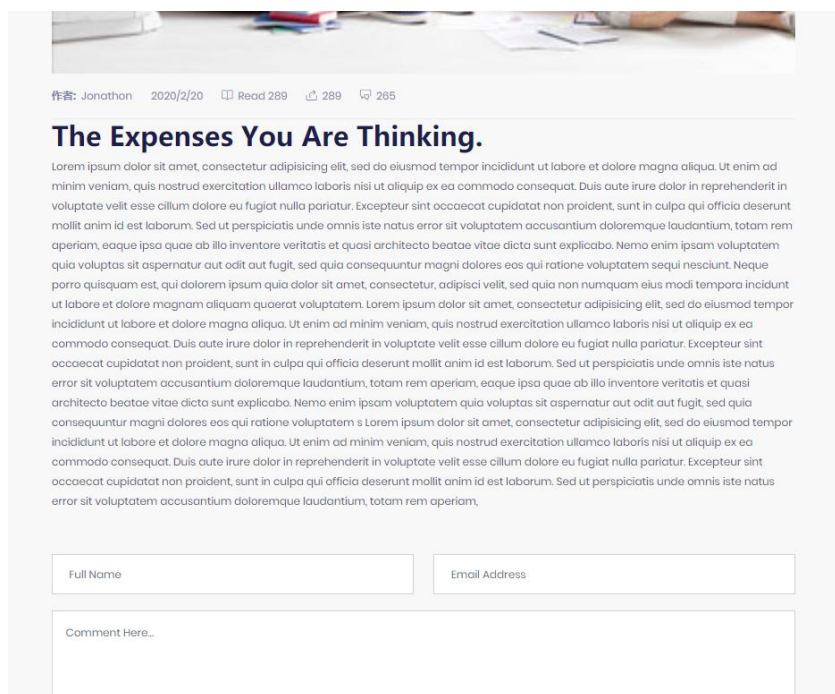 作者: Jonathon 2020/2/20 Read 289 289 265
The Expenses You Are Thinking.
Lorem ipsum dolor sit amet, consectetur adipisicing elit, sed do eiusmod tempor incididunt ut labore et dolore magna aliqua. Ut enim ad
minim veniam, quis nostrud exercitation ullamco laboris nisi ut aliquip ex ea commodo consequat. Duis aute irure dolor in reprehenderit in
voluptate velit esse cillum dolore eu fugiat nulla pariatur. Excepteur sint occaecat cupidatat non proident, sunt in culpa qui officia deserunt
mollit anim id est laborum. Sed ut perspiciatis unde omnis iste natus error sit voluptatem accusantium doloremque laudantium, totam rem
aperiam, eaque ipsa quae ab illo inventore veritatis et quasi architecto beatae vitae dicta sunt explicabo. Nemo enim ipsam voluptatem
quia voluptas sit aspernatur aut odit aut fugit, sed quia consequuntur magni dolores eos qui ratione voluptatem sequi nesciunt. Neque
porro quisquam est, qui dolorem ipsum quia dolor sit amet, consectetur, adipisci velit, sed quia non numquam eius modi tempora incidunt
ut labore et dolore magnam aliquam quaerat voluptatem. Lorem ipsum dolor sit amet, consectetur adipisicing elit, sed do eiusmod tempor
incididunt ut labore et dolore magna aliqua. Ut enim ad minim veniam, quis nostrud exercitation ullamco laboris nisi ut aliquip ex ea
commodo consequat. Duis aute irure dolor in reprehenderit in voluptate velit esse cillum dolore eu fugiat nulla pariatur. Excepteur sint
occaecat cupidatat non proident, sunt in culpa qui officia deserunt mollit anim id est laborum. Sed ut perspiciatis unde omnis iste natus
error sit voluptatem accusantium doloremque laudantium, totam rem aperiam, eaque ipsa quae ab illo inventore veritatis et quasi
architecto beatae vitae dicta sunt explicabo. Nemo enim ipsam voluptatem quia voluptas sit aspernatur aut odit aut fugit, sed quia
consequuntur magni dolores eos qui ratione voluptatem s Lorem ipsum dolor sit amet, consectetur adipisicing elit, sed do eiusmod tempor
incididunt ut labore et dolore magna aliqua. Ut enim ad minim veniam, quis nostrud exercitation ullamco laboris nisi ut aliquip ex ea
commodo consequat. Duis aute irure dolor in reprehenderit in voluptate velit esse cillum dolore eu fugiat nulla pariatur. Excepteur sint
occaecat cupidatat non proident, sunt in culpa qui officia deserunt mollit anim id est laborum. Sed ut perspiciatis unde omnis iste natus
error sit voluptatem accusantium doloremque laudantium, totam rem aperiam,
Full Name Email Address
Comment Here...